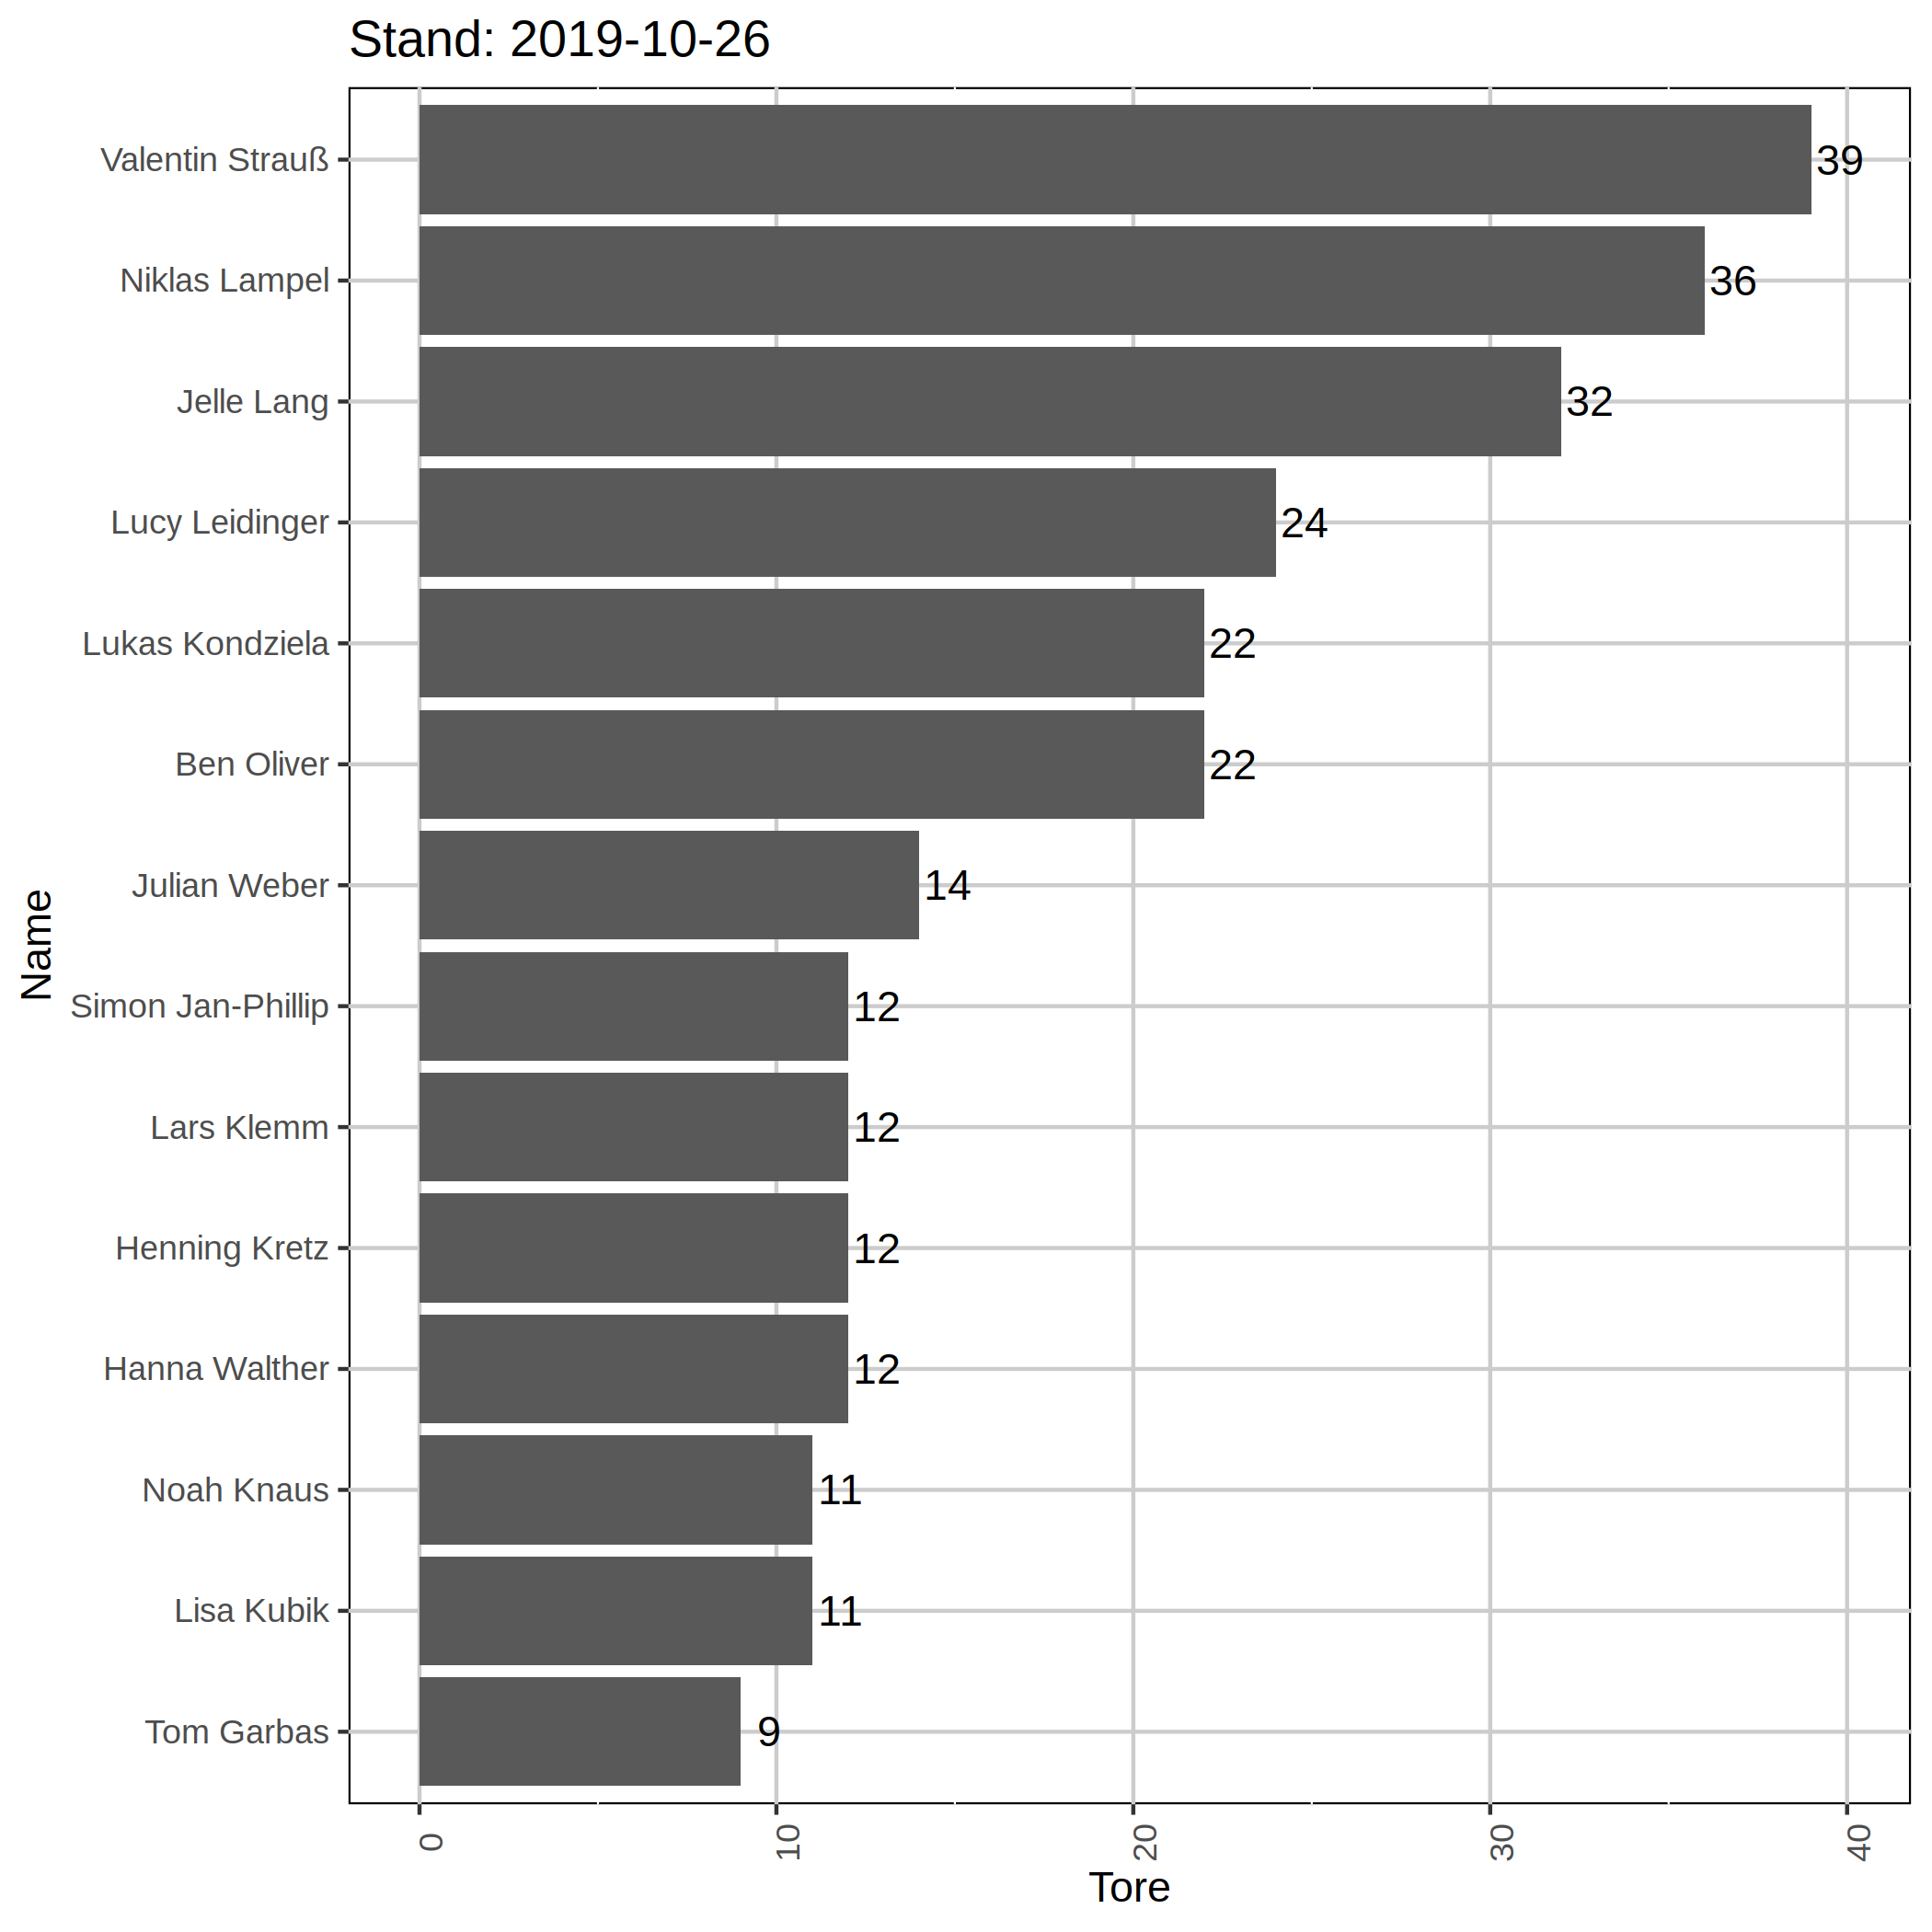 Stand: 2019-10-26
Name
Valentin Strauß 39
Niklas Lampel 36
Jelle Lang 32
Lucy Leidinger 24
Lukas Kondziela 22
Ben Oliver 22
Julian Weber 14
Simon Jan-Phillip 12
Lars Klemm 12
Henning Kretz 12
Hanna Walther 12
Noah Knaus 11
Lisa Kubik 11
Tom Garbas 9
0 10 20 30 40
Tore